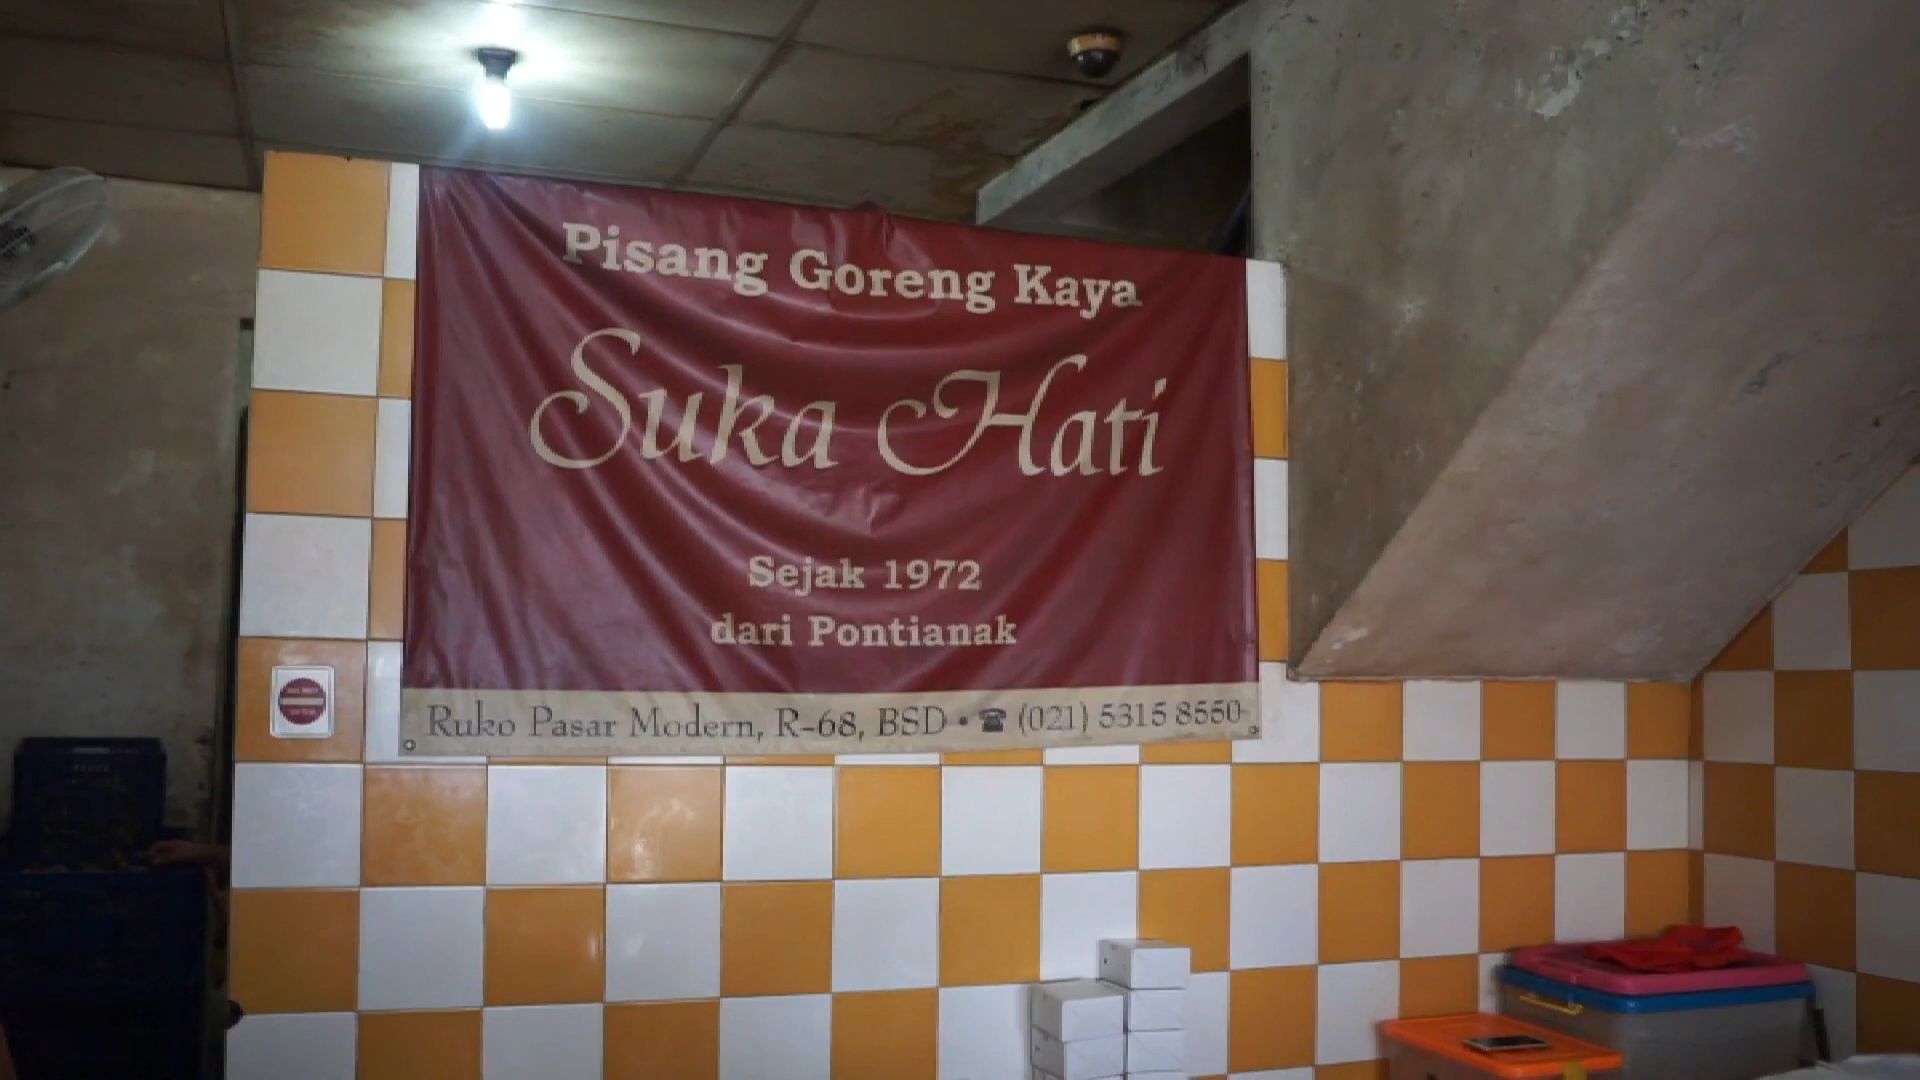 Pisang Goreng Kaya
Suka Hati
Sejak 1972
dari Pontianak
Ruko Pasar Modern, R-68, BSD • ☎ (021) 5315 8550